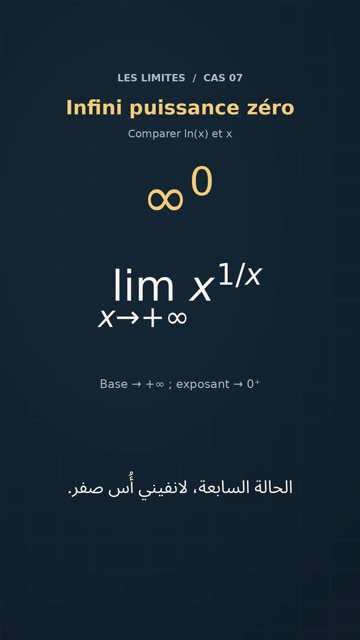 LES LIMITES / CAS 07
Infini puissance zéro
Comparer ln(x) et x
∞⁰
lim x^{1/x}
x→+∞
Base → +∞ ; exposant → 0⁺
الحالة السابعة، لانفيني أُس صفر.